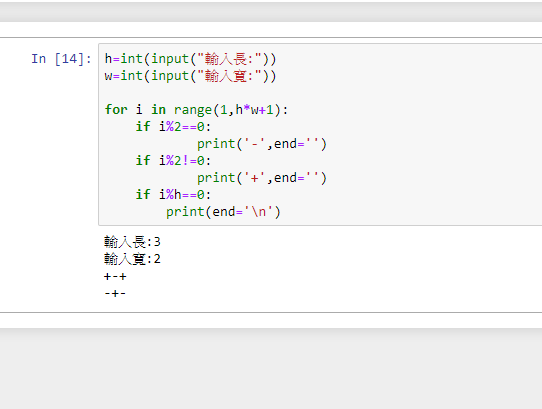 In [14]: h=int(input("輸入長:"))
w=int(input("輸入寬:"))
for i in range(1,h*w+1):
    if i%2==0:
            print('-',end='')
    if i%2!=0:
            print('+',end='')
    if i%h==0:
        print(end='\n')
輸入長:3
輸入寬:2
+-+
-+-